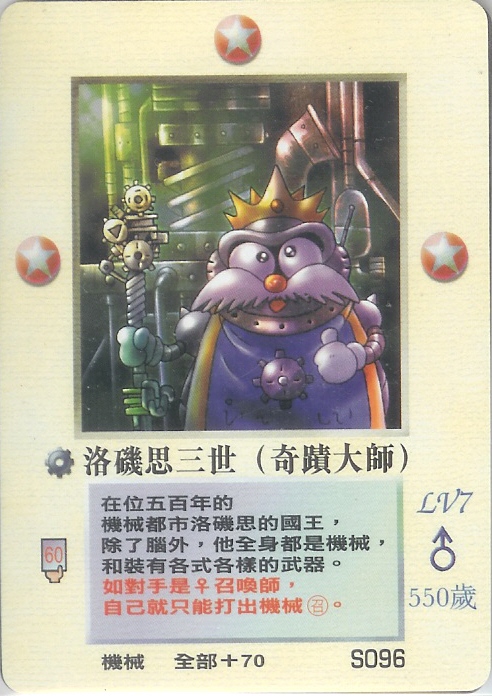 洛磯思三世（奇蹟大師）
在位五百年的
機械都市洛磯思的國王，
除了腦外，他全身都是機械，
和裝有各式各樣的武器。
如對手是♀召喚師，
自己就只能打出機械㊁。
LV7
♂
550歲
60
機械 全部＋70 S096